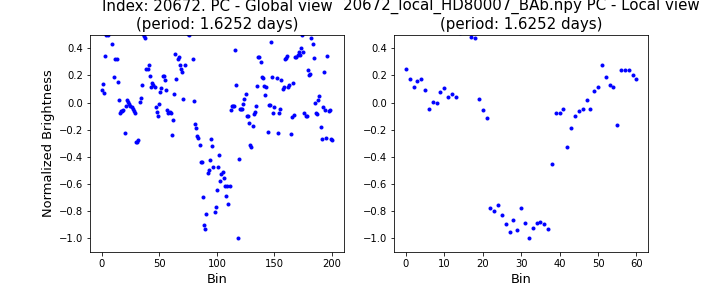 Index: 20672. PC - Global view
(period: 1.6252 days)
20672_local_HD80007_BAb.npy PC - Local view
(period: 1.6252 days)
Normalized Brightness
0.4
0.2
0.0
−0.2
−0.4
−0.6
−0.8
−1.0
0 50 100 150 200
Bin
0.4
0.2
0.0
−0.2
−0.4
−0.6
−0.8
−1.0
0 10 20 30 40 50 60
Bin